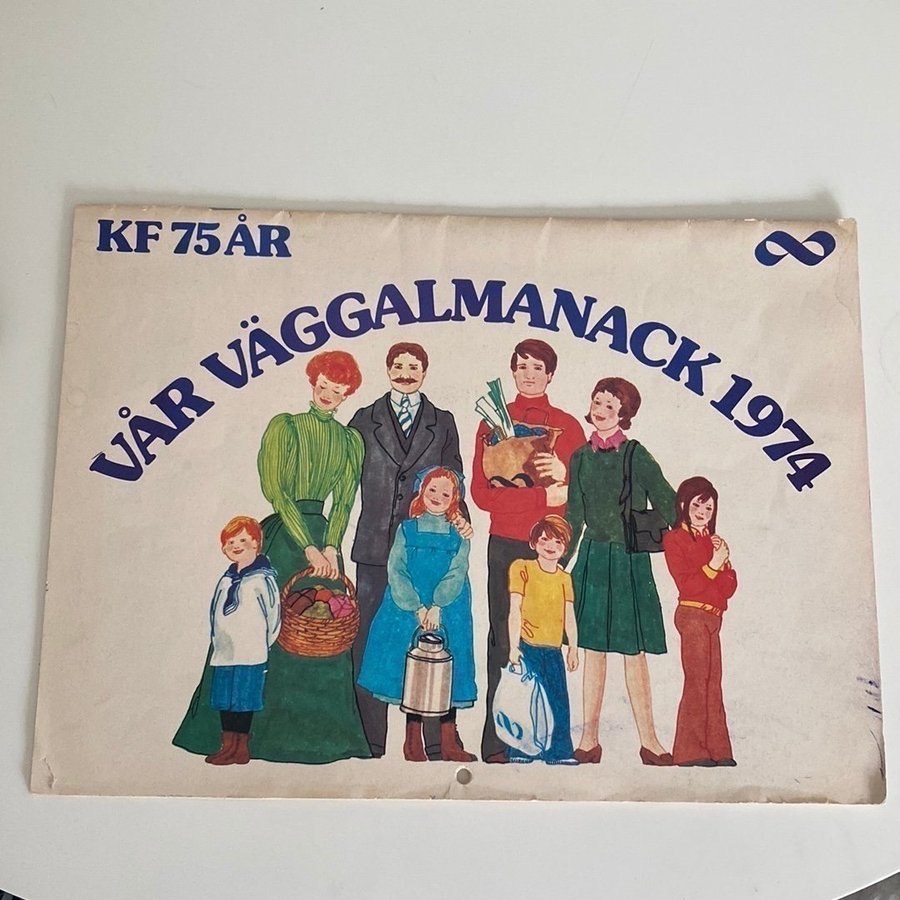 KF 75 ÅR
VÅR VÄGGALMANACK 1974